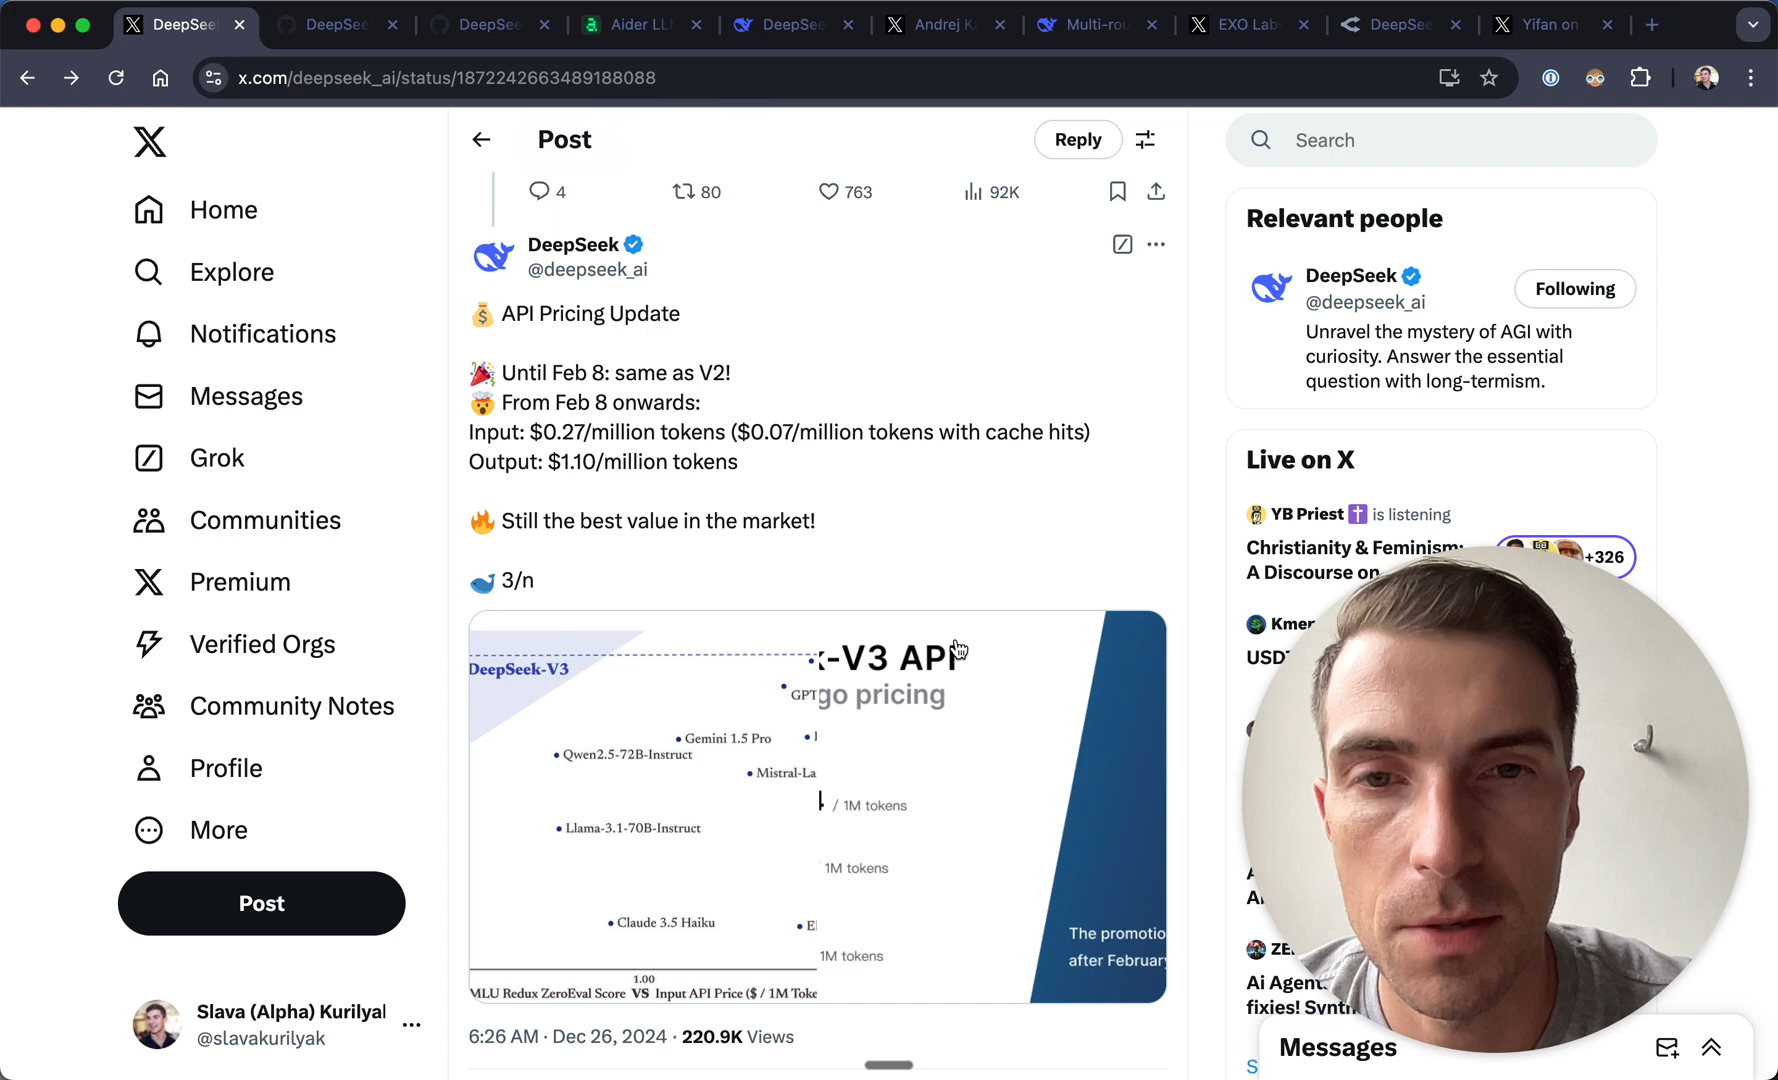 DeepSee
DeepSee
DeepSe
Aider LL
DeepSee
Andrej K
Multi-ro
EXO Lab
DeepSee
Yifan on
x.com/deepseek_ai/status/1872242663489188088
Home
Explore
Notifications
Messages
Grok
Communities
Premium
Verified Orgs
Community Notes
Profile
More
Post
Slava (Alpha) Kurilyal
@slavakurilyak
Post
Reply
4
80
763
92K
DeepSeek
@deepseek_ai
💰 API Pricing Update
🎉 Until Feb 8: same as V2!
🤯 From Feb 8 onwards:
Input: $0.27/million tokens ($0.07/million tokens with cache hits)
Output: $1.10/million tokens
🔥 Still the best value in the market!
🐋 3/n
DeepSeek-V3
GPT
Gemini 1.5 Pro
Qwen2.5-72B-Instruct
Mistral-La
Llama-3.1-70B-Instruct
Claude 3.5 Haiku
1.00
MLU Redux ZeroEval Score VS Input API Price ($ / 1M Toke
k-V3 API
go pricing
/ 1M tokens
1M tokens
1M tokens
The promotio
after February
6:26 AM · Dec 26, 2024 · 220.9K Views
Search
Relevant people
DeepSeek
@deepseek_ai
Following
Unravel the mystery of AGI with
curiosity. Answer the essential
question with long-termism.
Live on X
YB Priest ✝️ is listening
Christianity & Feminism:
A Discourse on
+326
Kmer
USD
ZE
Ai Agent
fixies! Synth
Messages